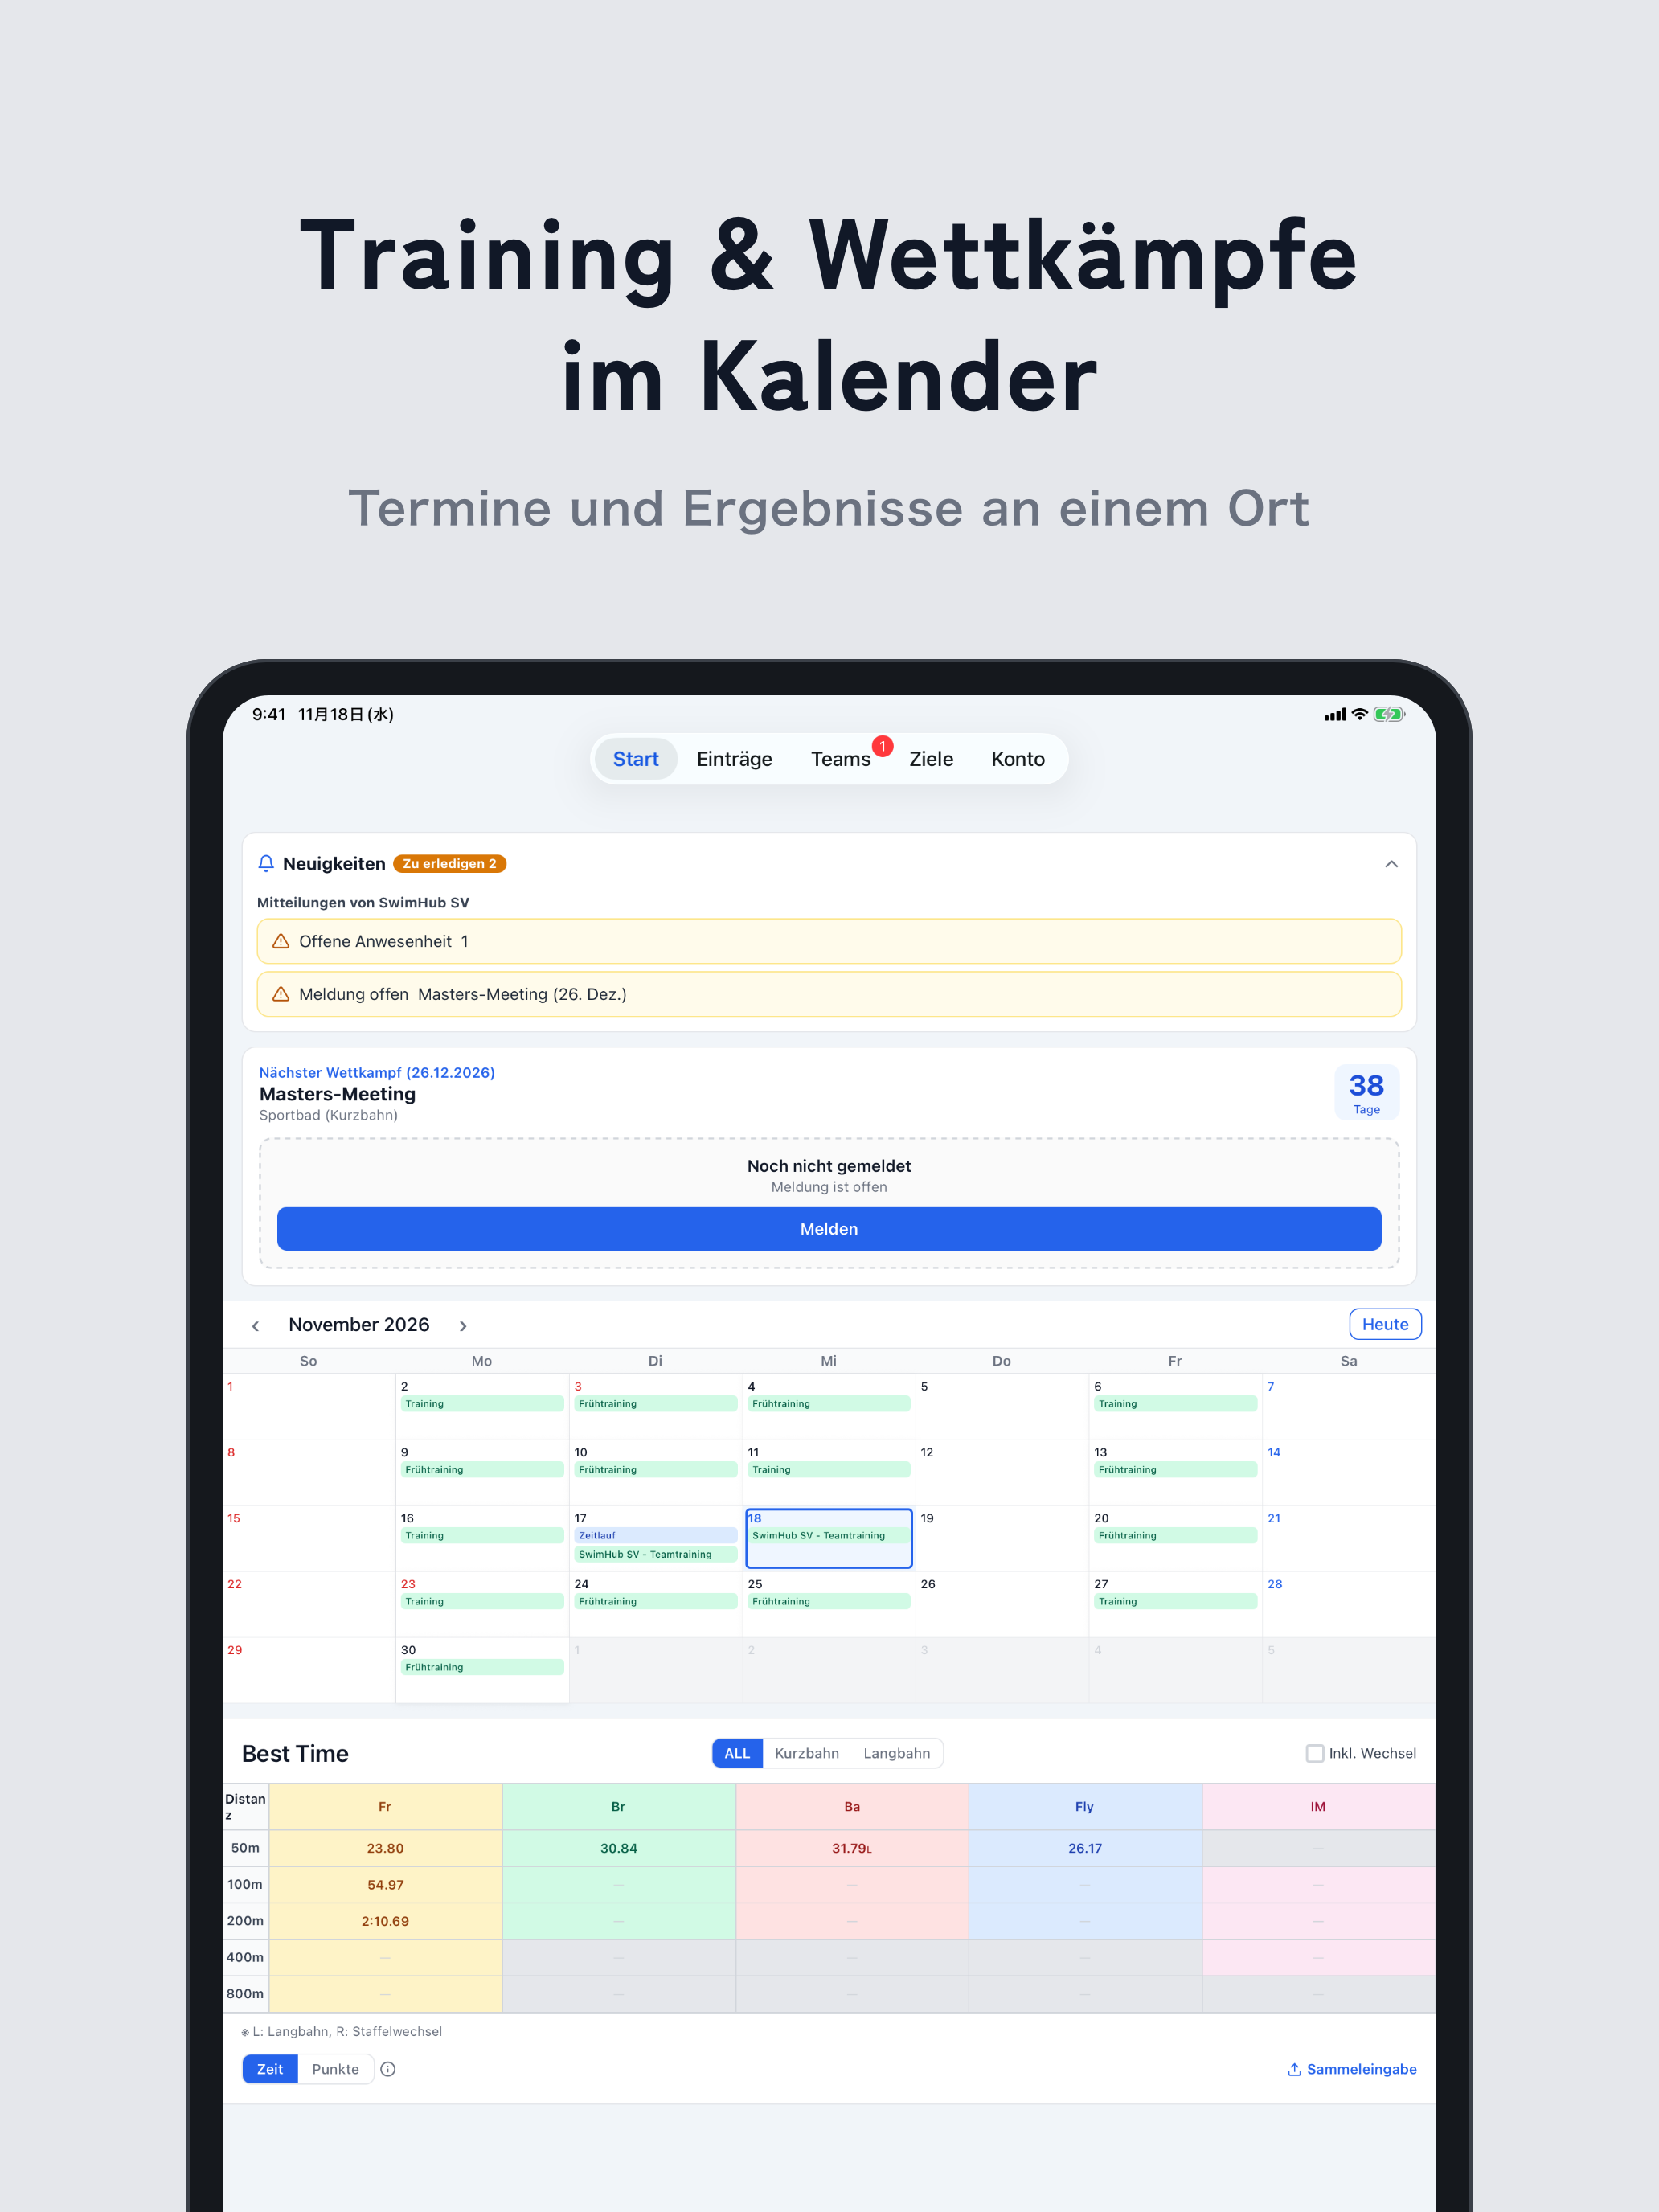 Training & Wettkämpfe
im Kalender
Termine und Ergebnisse an einem Ort
9:41 11月18日(水)
Start Einträge Teams 1 Ziele Konto
Neuigkeiten Zu erledigen 2
Mitteilungen von SwimHub SV
Offene Anwesenheit 1
Meldung offen Masters-Meeting (26. Dez.)
Nächster Wettkampf (26.12.2026)
Masters-Meeting
Sportbad (Kurzbahn)
38
Tage
Noch nicht gemeldet
Meldung ist offen
Melden
‹ November 2026 › Heute
So Mo Di Mi Do Fr Sa
1 2 3 4 5 6 7
Training Frühtraining Frühtraining Training
8 9 10 11 12 13 14
Frühtraining Frühtraining Training Frühtraining
15 16 17 18 19 20 21
Training Zeitlauf SwimHub SV - Teamtraining Frühtraining
SwimHub SV - Teamtraining
22 23 24 25 26 27 28
Training Frühtraining Frühtraining Training
29 30 1 2 3 4 5
Frühtraining
Best Time ALL Kurzbahn Langbahn Inkl. Wechsel
Distan
z
Fr Br Ba Fly IM
50m 23.80 30.84 31.79L 26.17 —
100m 54.97 — — — —
200m 2:10.69 — — — —
400m — — — — —
800m — — — — —
※ L: Langbahn, R: Staffelwechsel
Zeit Punkte Sammeleingabe